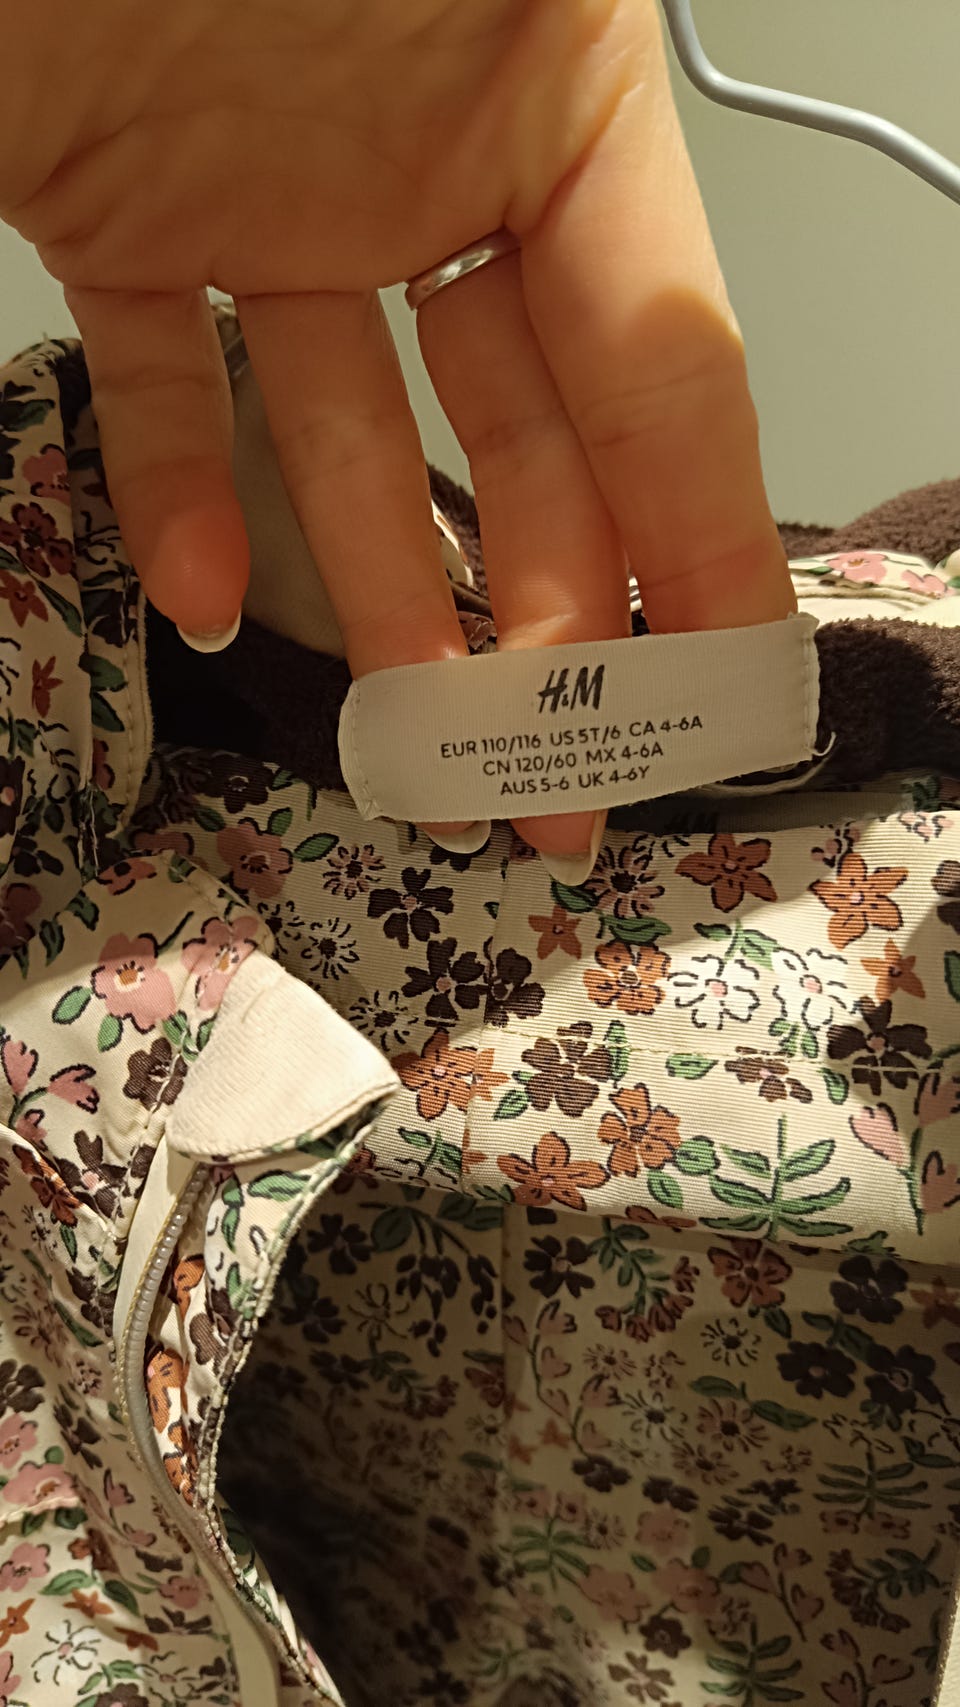 H&M
EUR 110/116 US 5T/6 CA 4-6A
CN 120/60 MX 4-6A
AUS 5-6 UK 4-6Y